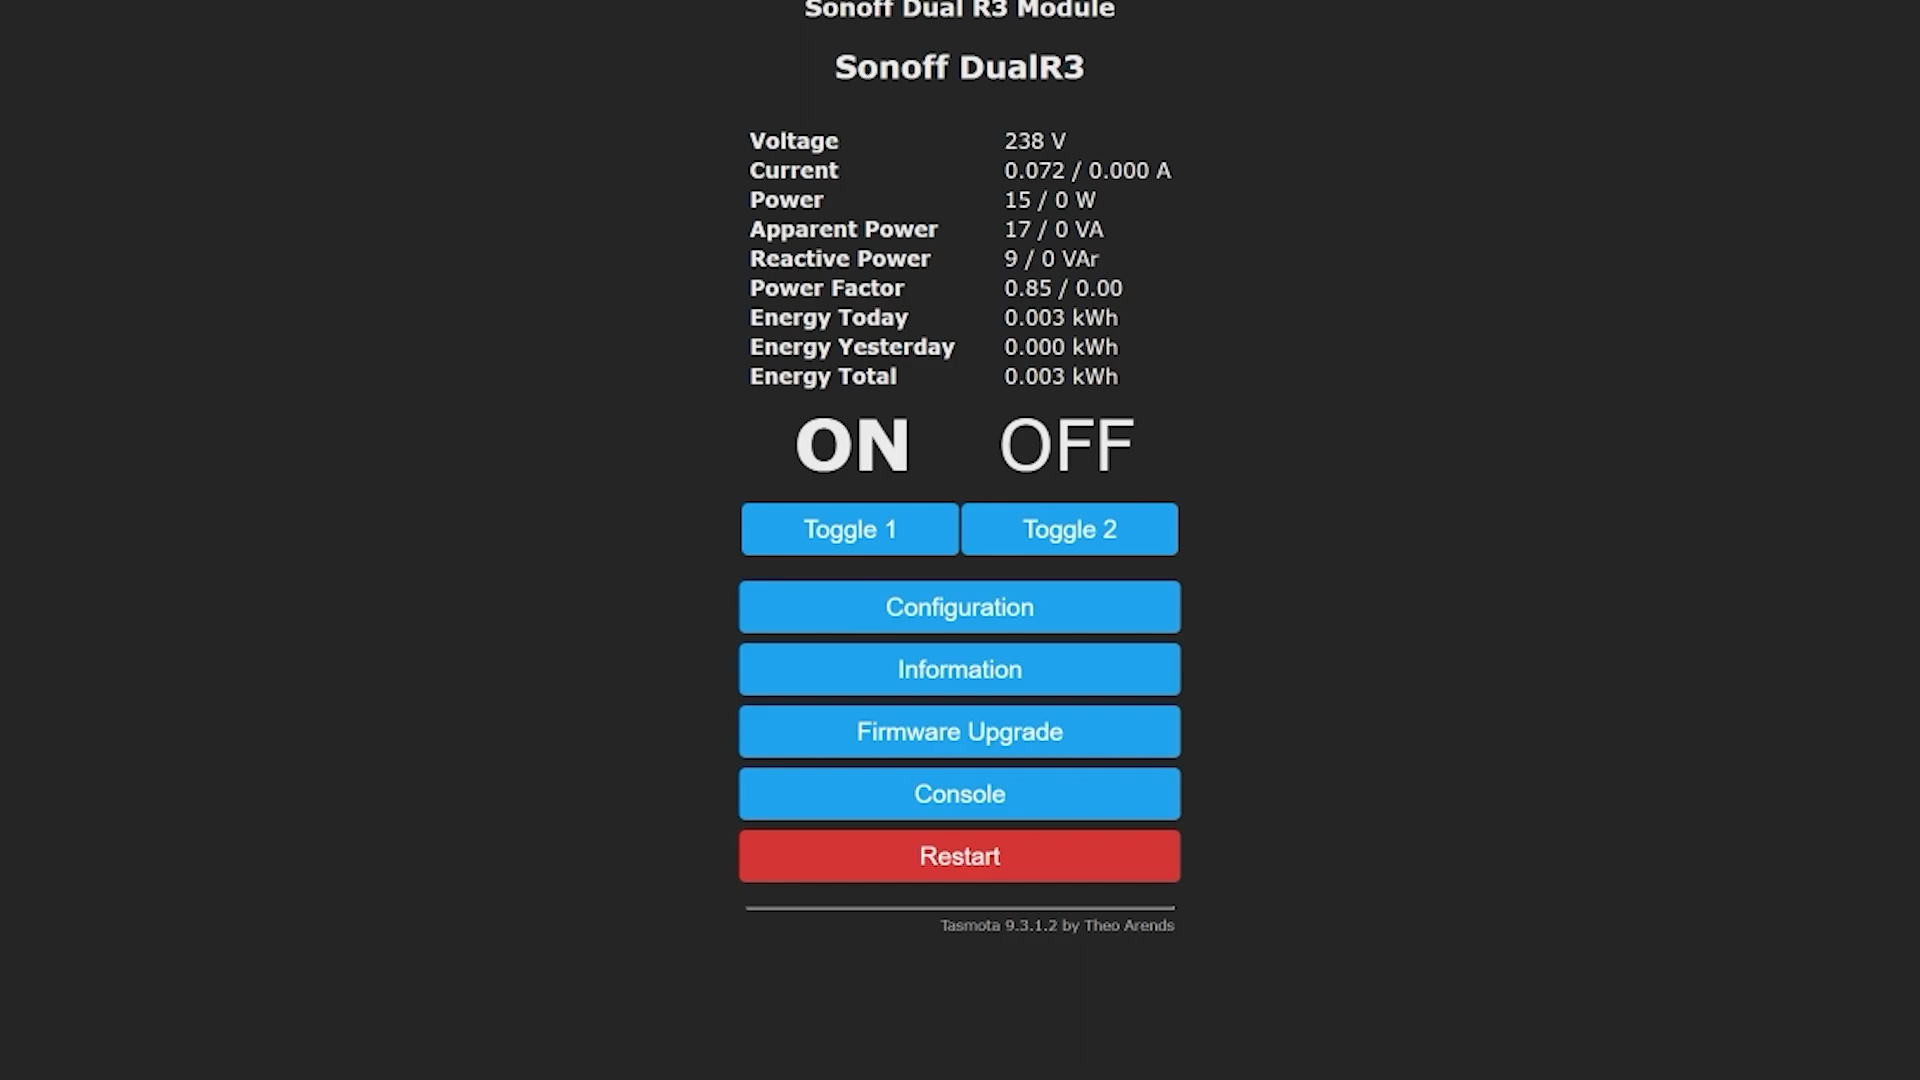 Sonoff Dual R3 Module
Sonoff DualR3
Voltage 238 V
Current 0.072 / 0.000 A
Power 15 / 0 W
Apparent Power 17 / 0 VA
Reactive Power 9 / 0 VAr
Power Factor 0.85 / 0.00
Energy Today 0.003 kWh
Energy Yesterday 0.000 kWh
Energy Total 0.003 kWh
ON OFF
Toggle 1 Toggle 2
Configuration
Information
Firmware Upgrade
Console
Restart
Tasmota 9.3.1.2 by Theo Arends